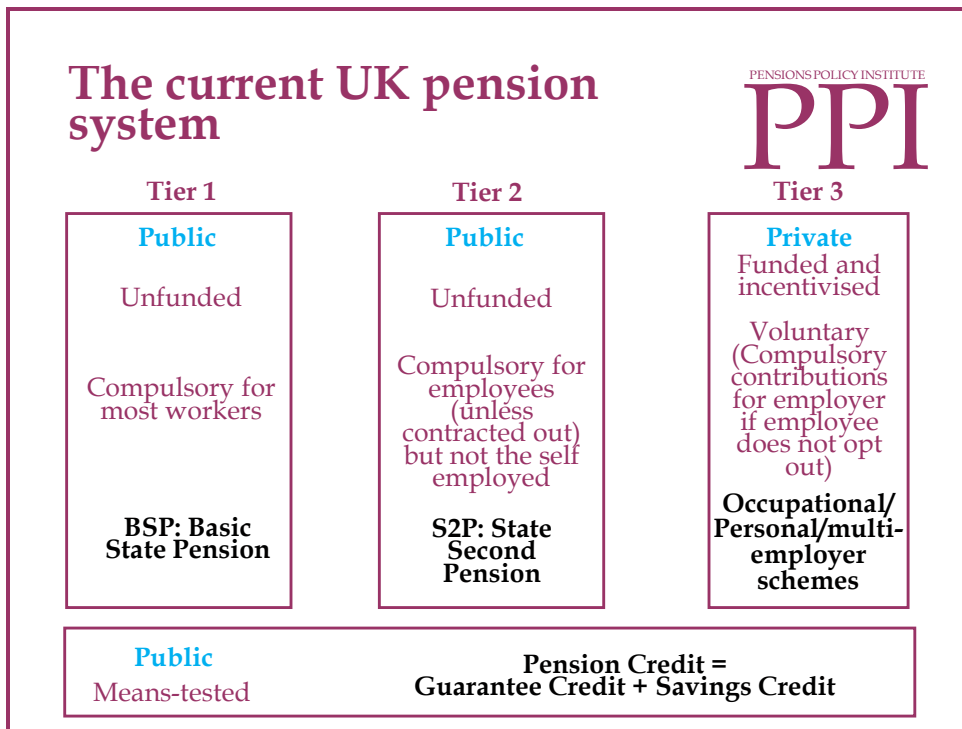 The current UK pension
system
PENSIONS POLICY INSTITUTE
PPI
Tier 1
Public
Unfunded
Compulsory for
most workers
BSP: Basic
State Pension
Tier 2
Public
Unfunded
Compulsory for
employees
(unless
contracted out)
but not the self
employed
S2P: State
Second
Pension
Tier 3
Private
Funded and
incentivised
Voluntary
(Compulsory
contributions
for employer
if employee
does not opt
out)
Occupational/
Personal/multi-
employer
schemes
Public
Means-tested
Pension Credit =
Guarantee Credit + Savings Credit